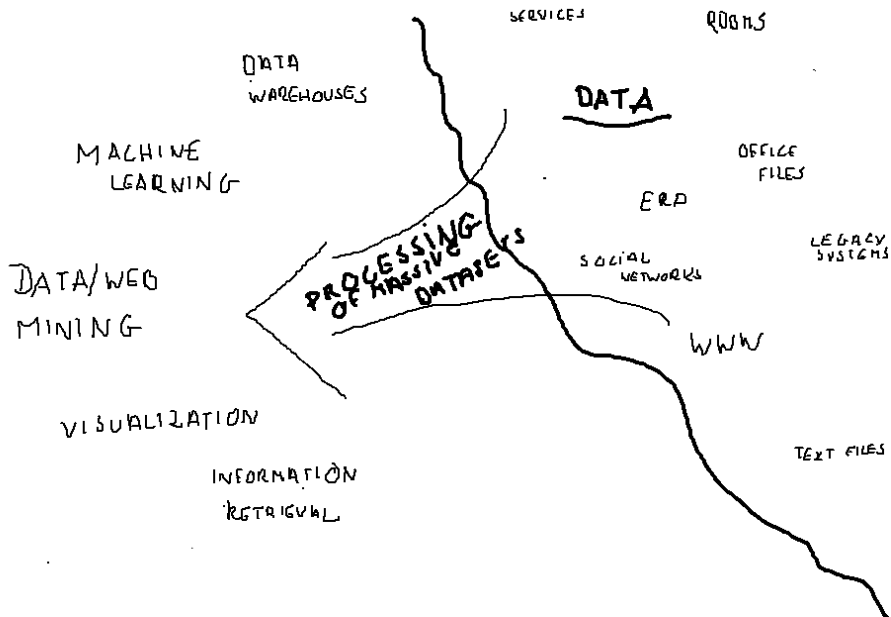 SERVICES
RDBMS
DATA
WAREHOUSES
DATA
MACHINE
LEARNING
OFFICE
FILES
ERP
PROCESSING
OF MASSIVE
DATASETS
SOCIAL
NETWORKS
LEGACY
SYSTEMS
DATA/WEB
MINING
WWW
VISUALIZATION
TEXT FILES
INFORMATION
RETRIEVAL